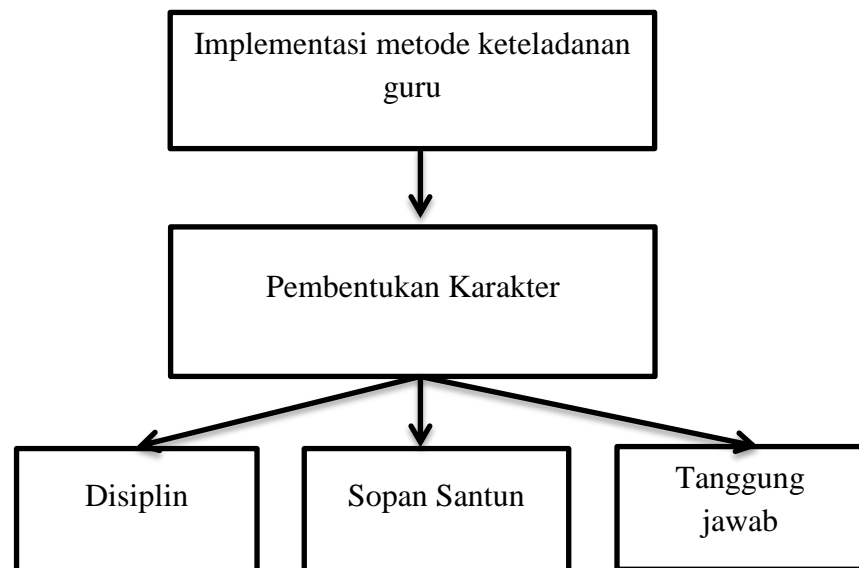 Implementasi metode keteladanan
guru
Pembentukan Karakter
Disiplin
Sopan Santun
Tanggung
jawab